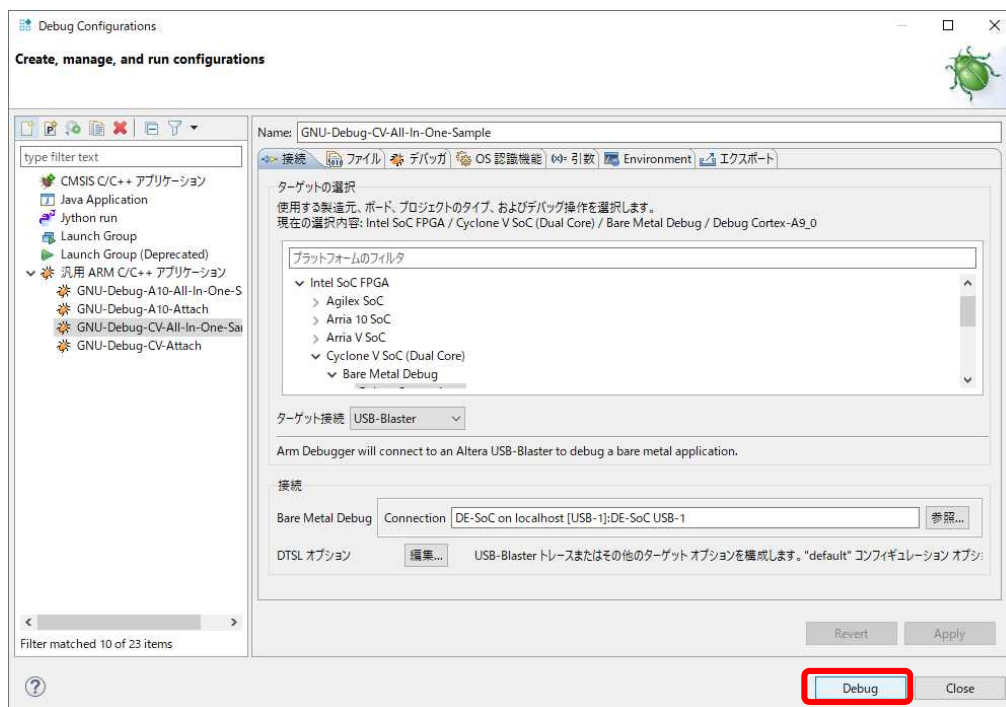 Debug Configurations
Create, manage, and run configurations
type filter text
CMSIS C/C++ アプリケーション
Java Application
Jython run
Launch Group
Launch Group (Deprecated)
汎用 ARM C/C++ アプリケーション
GNU-Debug-A10-All-In-One-S
GNU-Debug-A10-Attach
GNU-Debug-CV-All-In-One-Sa
GNU-Debug-CV-Attach
Filter matched 10 of 23 items
Name: GNU-Debug-CV-All-In-One-Sample
接続 ファイル デバッガ OS 認識機能 引数 Environment エクスポート
ターゲットの選択
使用する製造元、ボード、プロジェクトのタイプ、およびデバッグ操作を選択します。
現在の選択内容: Intel SoC FPGA / Cyclone V SoC (Dual Core) / Bare Metal Debug / Debug Cortex-A9_0
プラットフォームのフィルタ
Intel SoC FPGA
Agilex SoC
Arria 10 SoC
Arria V SoC
Cyclone V SoC (Dual Core)
Bare Metal Debug
ターゲット接続 USB-Blaster
Arm Debugger will connect to an Altera USB-Blaster to debug a bare metal application.
接続
Bare Metal Debug Connection DE-SoC on localhost [USB-1]:DE-SoC USB-1 参照...
DTSL オプション 編集... USB-Blaster トレースまたはその他のターゲット オプションを構成します。"default" コンフィギュレーション オプシ
Revert Apply
Debug Close